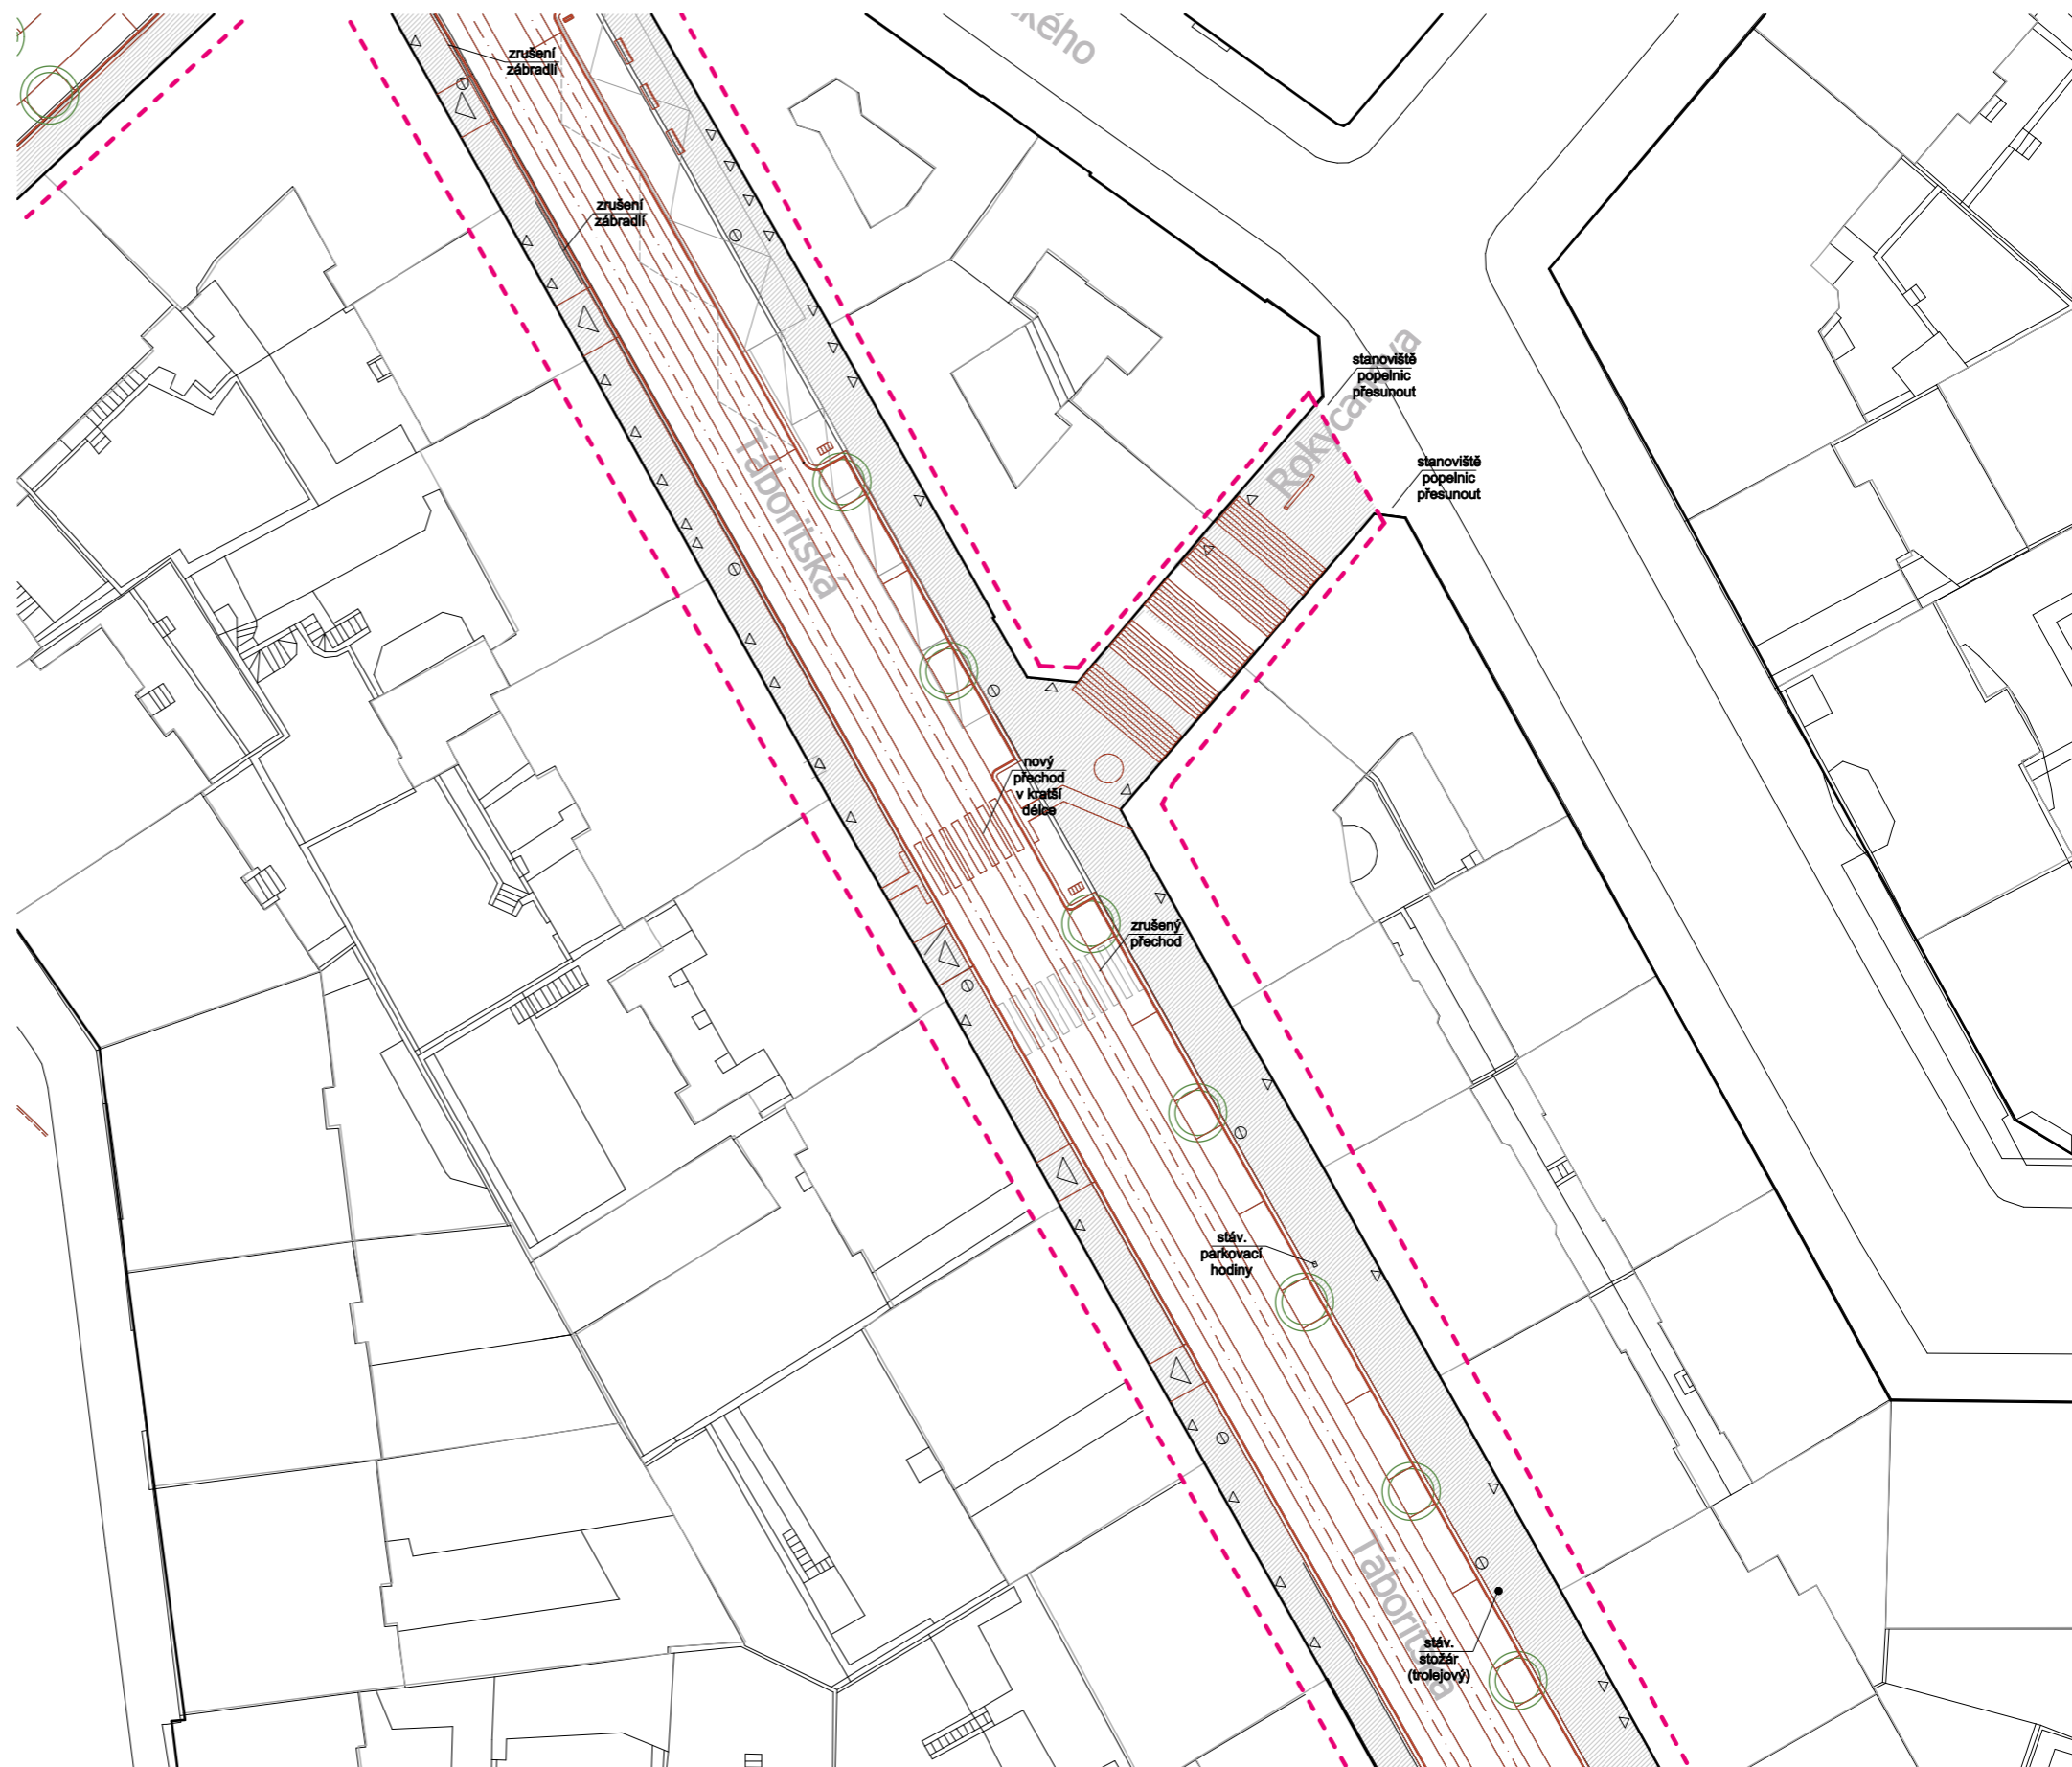 zrušení
zábradlí
zrušení
zábradlí
stanoviště
popelnic
přesunout
Rokycanova
stanoviště
popelnic
přesunout
Táboritská
nový
přechod
v kratší
délce
zrušený
přechod
stáv.
parkovací
hodiny
Táboritská
stáv.
stožár
(trolejový)